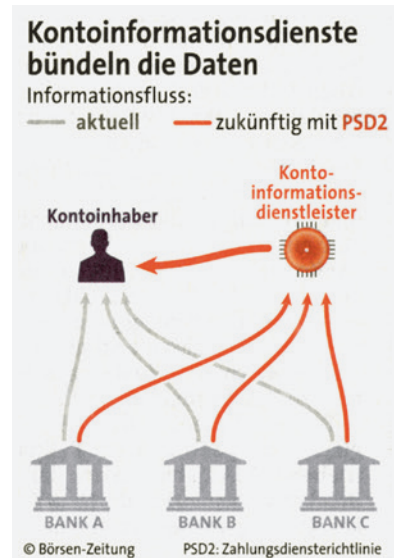 Kontoinformationsdienste
bündeln die Daten
Informationsfluss:
aktuell zukünftig mit PSD2
Konto-
informations-
dienstleister
Kontoinhaber
BANK A BANK B BANK C
© Börsen-Zeitung PSD2: Zahlungsdiensterichtlinie